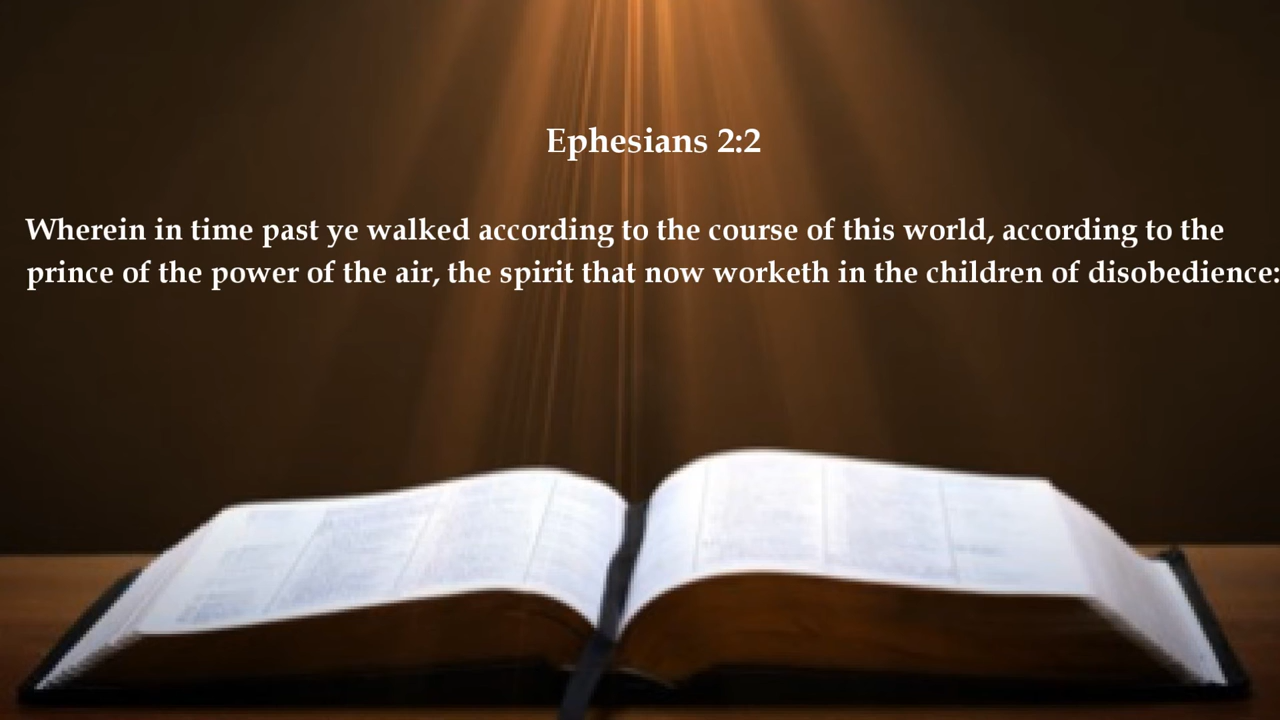 Ephesians 2:2
Wherein in time past ye walked according to the course of this world, according to the
prince of the power of the air, the spirit that now worketh in the children of disobedience: